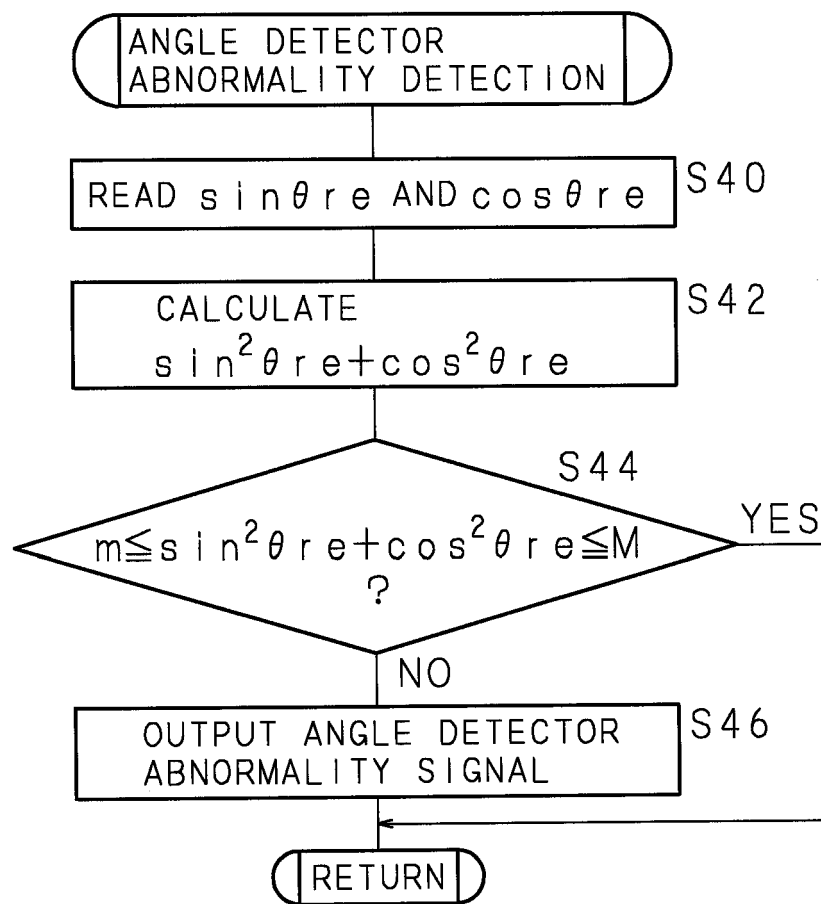 ANGLE DETECTOR
ABNORMALITY DETECTION
READ sinθre AND cosθre
S40
CALCULATE
S42
sin²θre+cos²θre
S44
YES
m≦sin²θre+cos²θre≦M
?
NO
OUTPUT ANGLE DETECTOR
S46
ABNORMALITY SIGNAL
RETURN